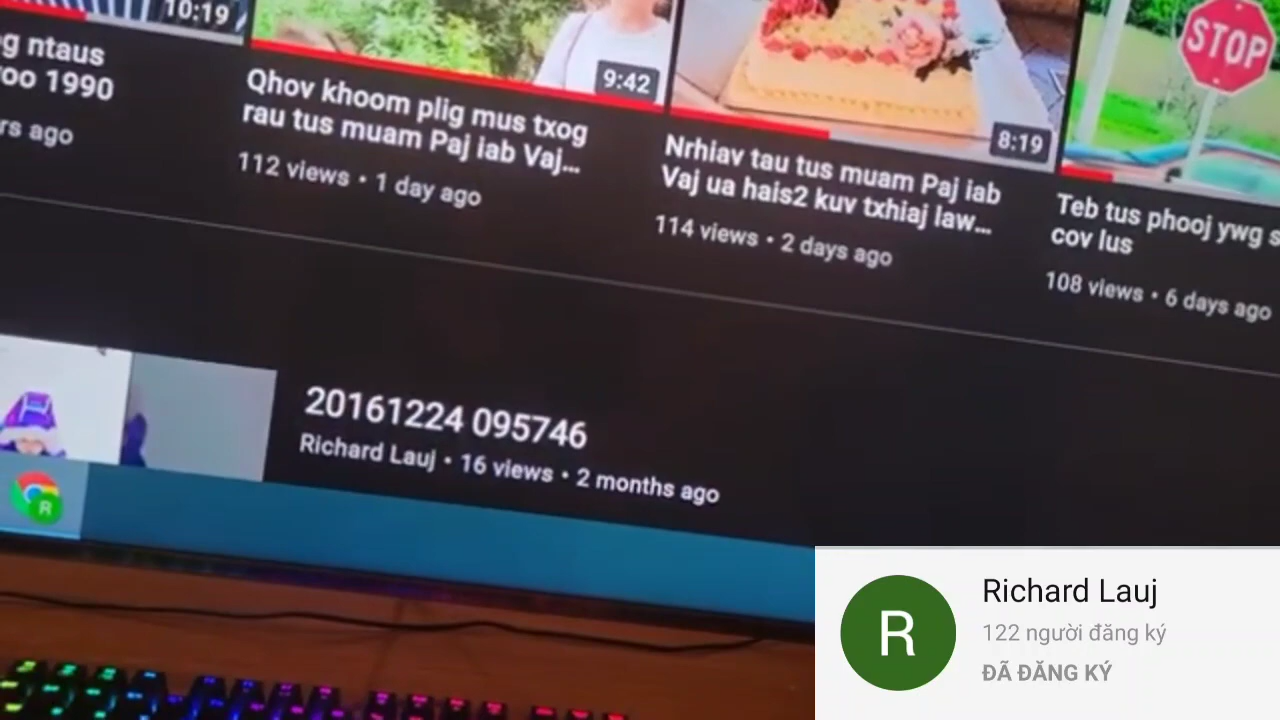 10:19
g ntaus
roo 1990
rs ago
9:42
Qhov khoom plig mus txog
rau tus muam Paj iab Vaj...
112 views • 1 day ago
8:19
Nrhiav tau tus muam Paj iab
Vaj ua hais2 kuv txhiaj law...
114 views • 2 days ago
STOP
Teb tus phooj ywg s
cov lus
108 views • 6 days ago
20161224 095746
Richard Lauj • 16 views • 2 months ago
R
R
Richard Lauj
122 người đăng ký
ĐÃ ĐĂNG KÝ